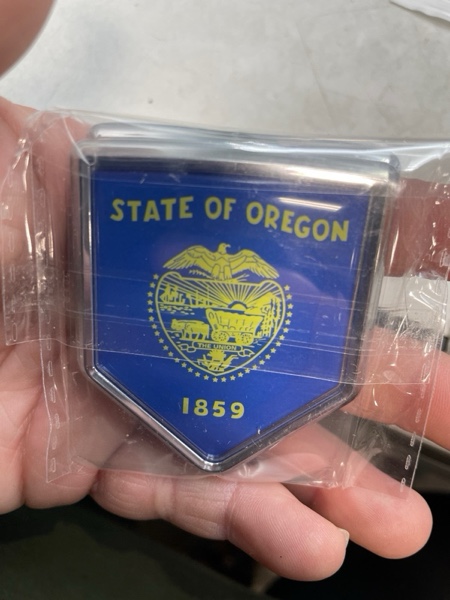 STATE OF OREGON
THE UNION
1859